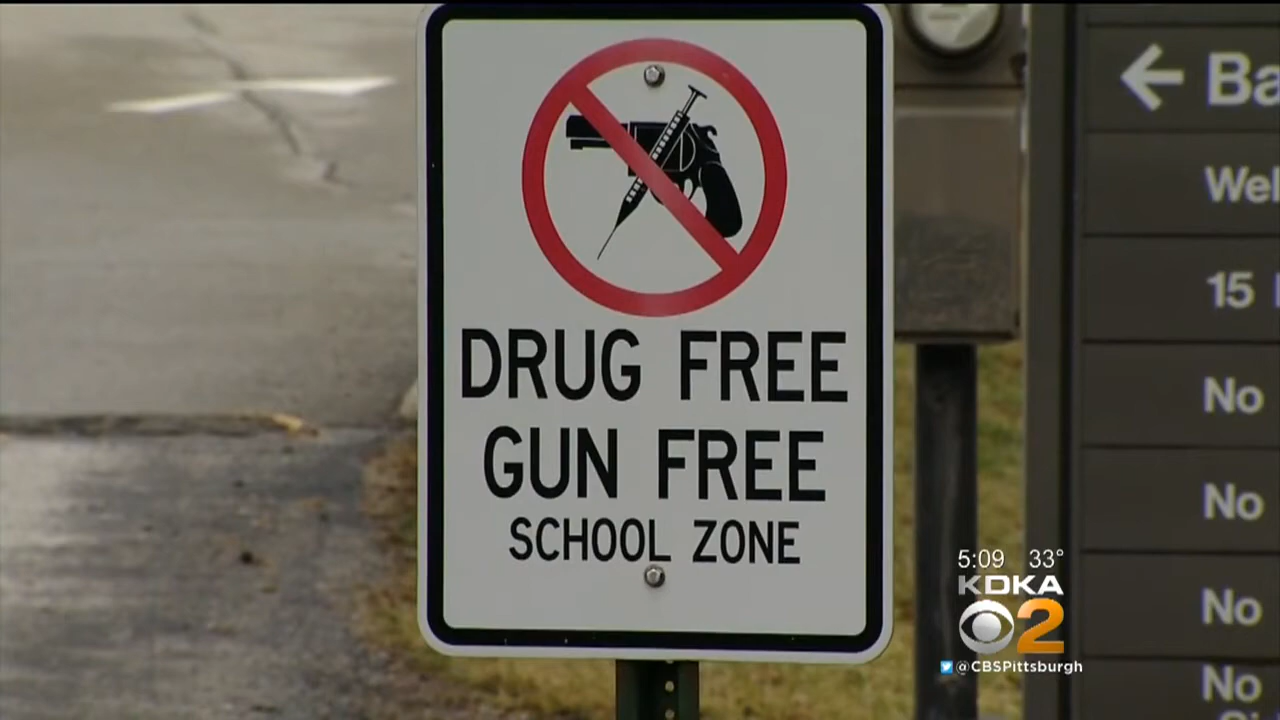 DRUG FREE
GUN FREE
SCHOOL ZONE
Ba
Wel
15
No
No
No
No
5:09 33°
KDKA
2
@CBSPittsburgh